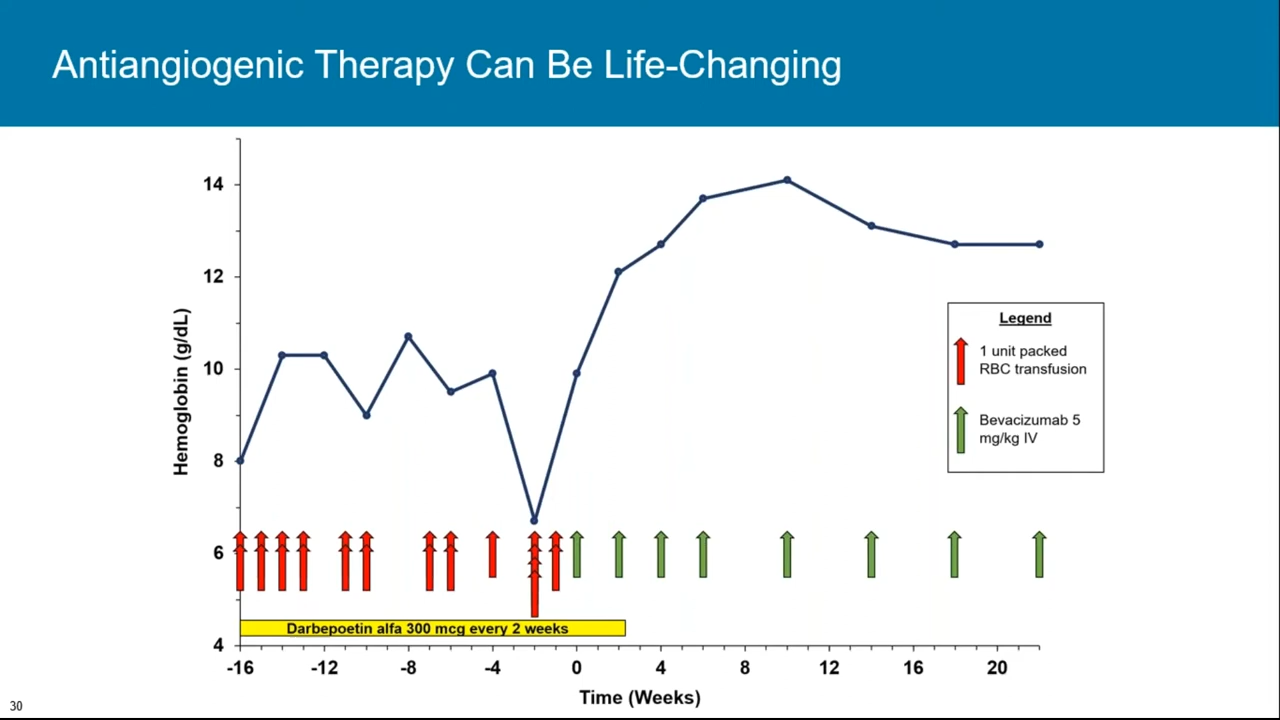 Antiangiogenic Therapy Can Be Life-Changing
Hemoglobin (g/dL)
14
12
10
8
6
4
Legend
1 unit packed
RBC transfusion
Bevacizumab 5
mg/kg IV
Darbepoetin alfa 300 mcg every 2 weeks
-16 -12 -8 -4 0 4 8 12 16 20
Time (Weeks)
30